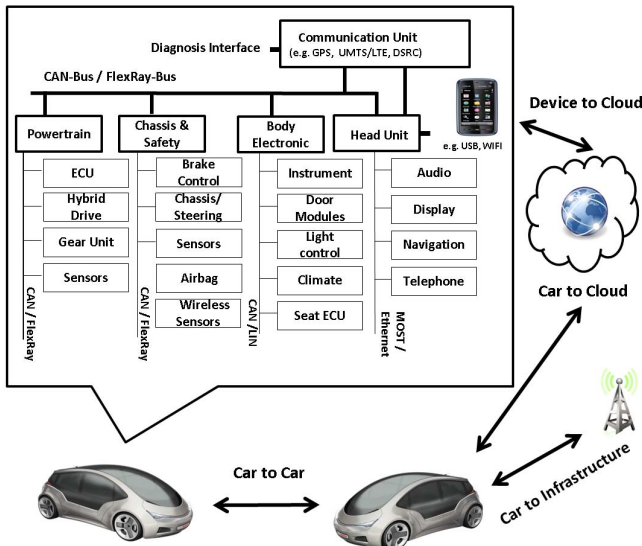 Communication Unit
(e.g. GPS, UMTS/LTE, DSRC)
Diagnosis Interface
CAN-Bus / FlexRay-Bus
Powertrain
Chassis &
Safety
Body
Electronic
Head Unit
e.g. USB, WIFI
Device to Cloud
ECU
Hybrid
Drive
Gear Unit
Sensors
CAN / FlexRay
Brake
Control
Chassis/
Steering
Sensors
Airbag
Wireless
Sensors
CAN / FlexRay
Instrument
Door
Modules
Light
control
Climate
Seat ECU
CAN /LIN
Audio
Display
Navigation
Telephone
MOST /
Ethernet
Car to Cloud
Car to Car
Car to Infrastructure